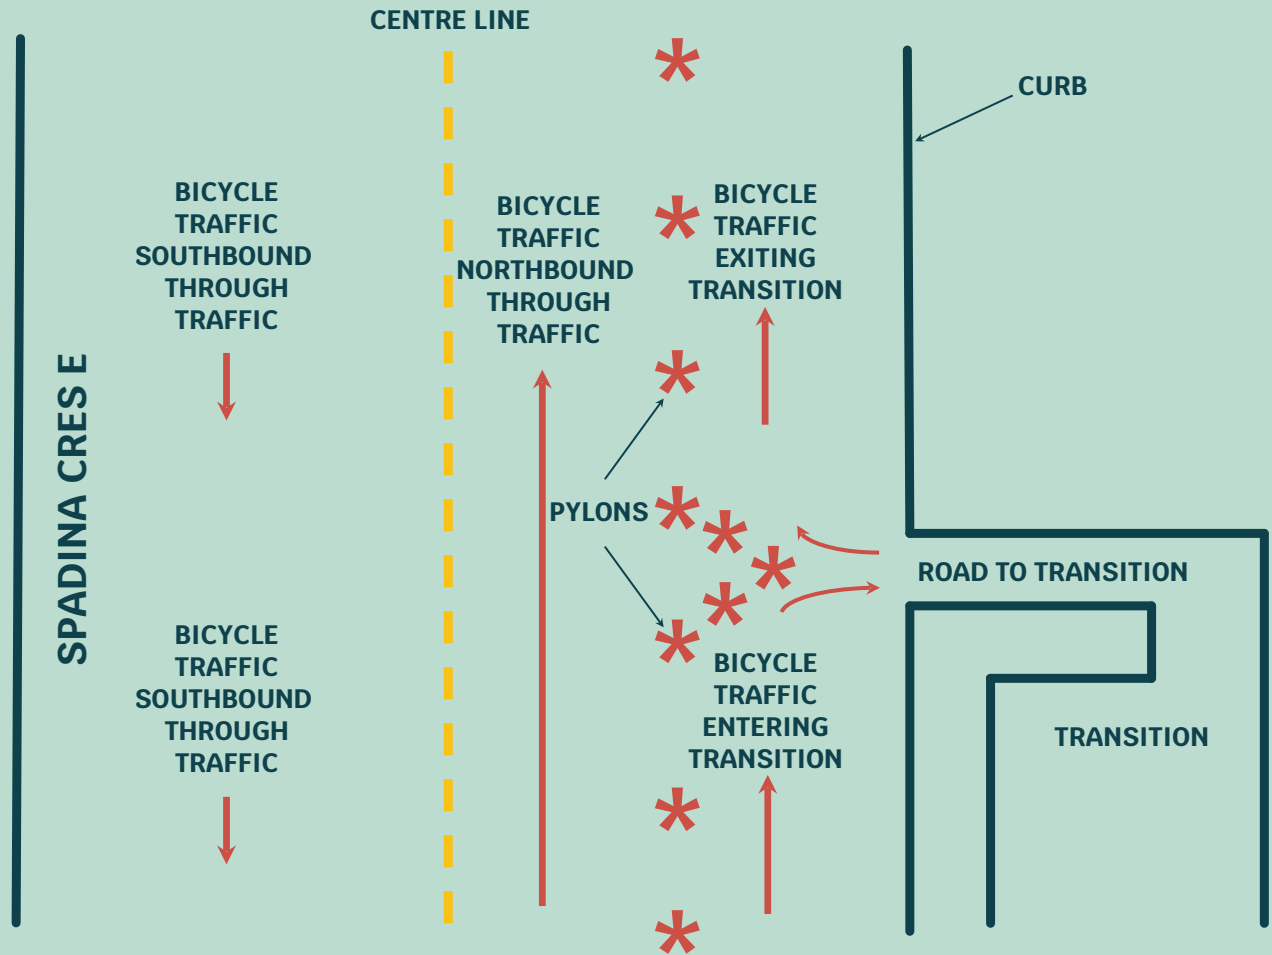 CENTRE LINE
CURB
BICYCLE
TRAFFIC
SOUTHBOUND
THROUGH
TRAFFIC
BICYCLE
TRAFFIC
NORTHBOUND
THROUGH
TRAFFIC
BICYCLE
TRAFFIC
EXITING
TRANSITION
SPADINA CRES E
PYLONS
ROAD TO TRANSITION
BICYCLE
TRAFFIC
SOUTHBOUND
THROUGH
TRAFFIC
BICYCLE
TRAFFIC
ENTERING
TRANSITION
TRANSITION